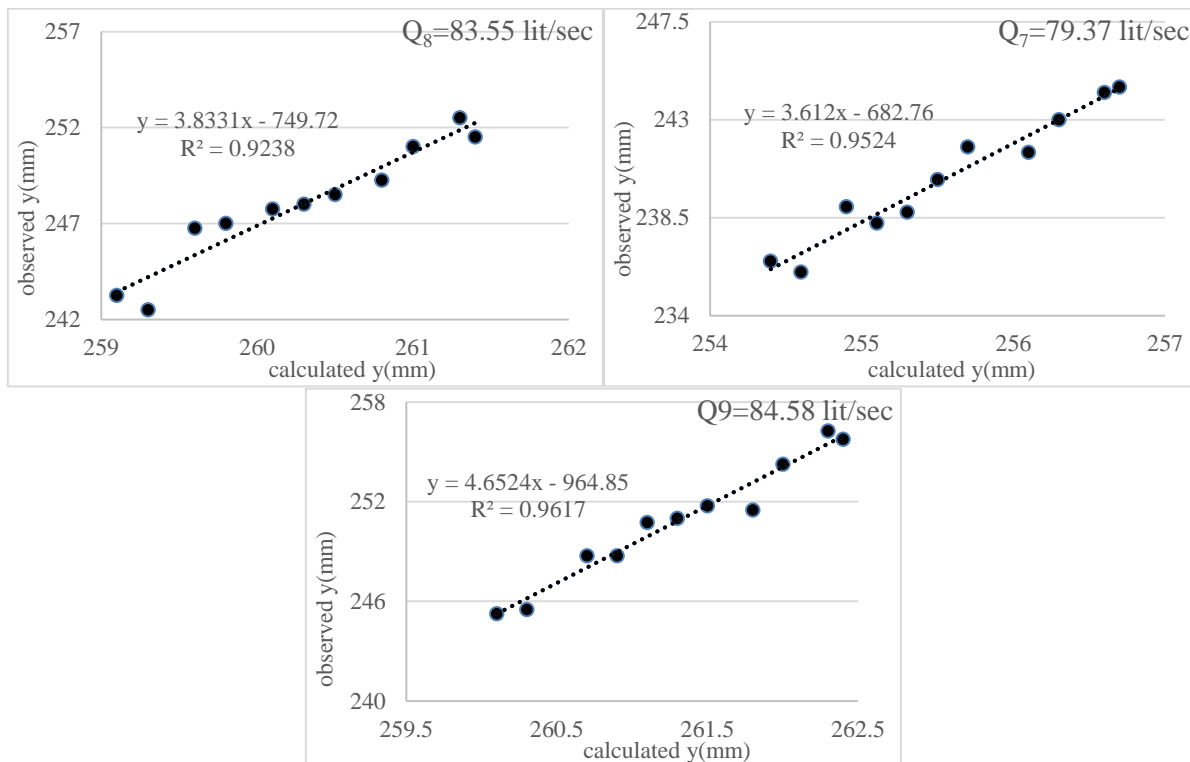 Q8=83.55 lit/sec
257
252
247
242
y = 3.8331x - 749.72
R² = 0.9238
observed y(mm)
259
260
261
262
calculated y(mm)
Q7=79.37 lit/sec
247.5
243
238.5
234
y = 3.612x - 682.76
R² = 0.9524
observed y(mm)
254
255
256
257
calculated y(mm)
Q9=84.58 lit/sec
258
252
246
240
y = 4.6524x - 964.85
R² = 0.9617
observed y(mm)
259.5
260.5
261.5
262.5
calculated y(mm)